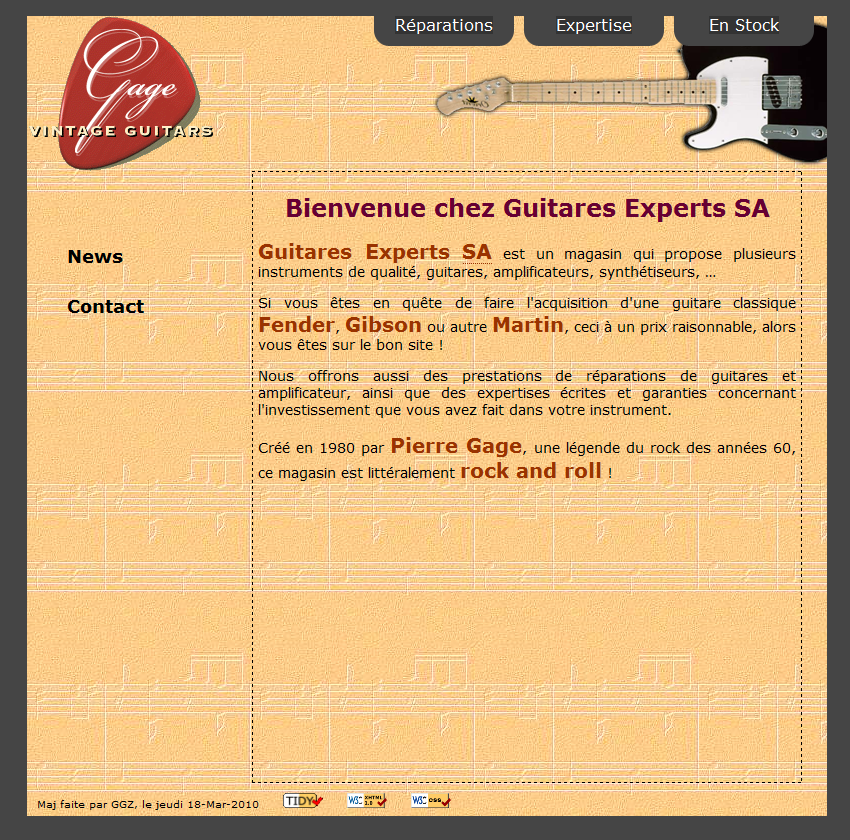 Réparations Expertise En Stock
Gage
VINTAGE GUITARS
Bienvenue chez Guitares Experts SA
News
Contact
Guitares Experts SA est un magasin qui propose plusieurs
instruments de qualité, guitares, amplificateurs, synthétiseurs, ...
Si vous êtes en quête de faire l'acquisition d'une guitare classique
Fender, Gibson ou autre Martin, ceci à un prix raisonnable, alors
vous êtes sur le bon site !
Nous offrons aussi des prestations de réparations de guitares et
amplificateur, ainsi que des expertises écrites et garanties concernant
l'investissement que vous avez fait dans votre instrument.
Créé en 1980 par Pierre Gage, une légende du rock des années 60,
ce magasin est littéralement rock and roll !
Maj faite par GGZ, le jeudi 18-Mar-2010 TIDY W3C XHTML 1.0 W3C css